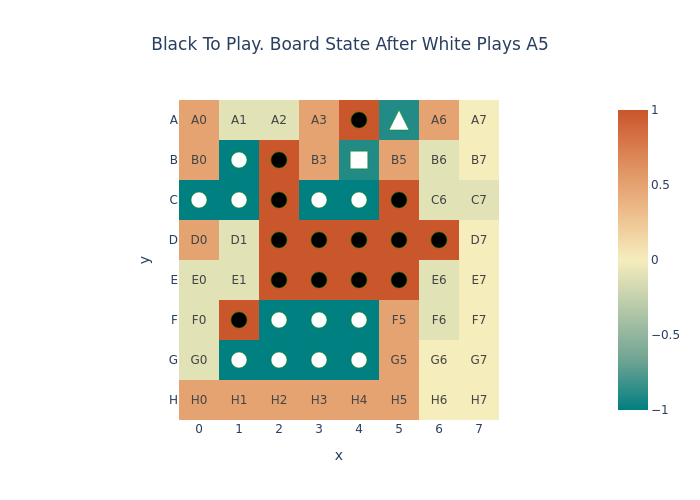 Black To Play. Board State After White Plays A5
A A0 A1 A2 A3 A6 A7
B B0 B3 B5 B6 B7
C C6 C7
D D0 D1 D7
E E0 E1 E6 E7
F F0 F5 F6 F7
G G0 G5 G6 G7
H H0 H1 H2 H3 H4 H5 H6 H7
0 1 2 3 4 5 6 7
x
y
1
0.5
0
−0.5
−1